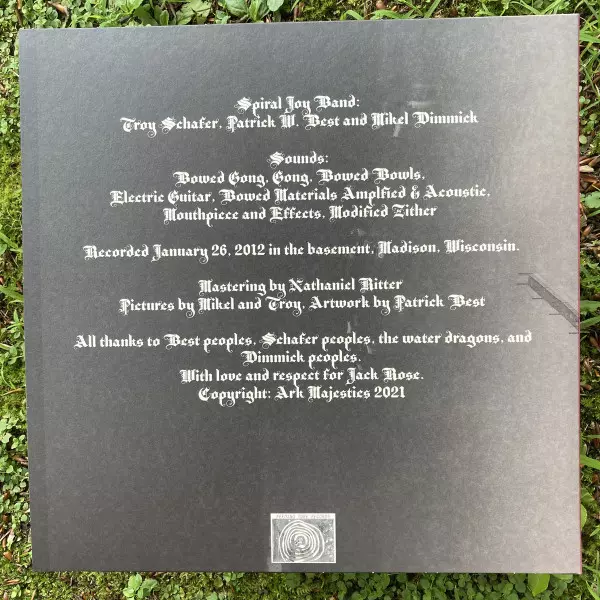 Spiral Joy Band:
Troy Schafer, Patrick W. Best and Mikel Dimmick
Sounds:
Bowed Gong, Gong, Bowed Bowls,
Electric Guitar, Bowed Materials Amplfied & Acoustic,
Mouthpiece and Effects, Modified Zither
Recorded January 26, 2012 in the basement, Madison, Wisconsin.
Mastering by Nathaniel Ritter
Pictures by Mikel and Troy, Artwork by Patrick Best
All thanks to Best peoples, Schafer peoples, the water dragons, and
Dimmick peoples.
With love and respect for Jack Rose.
Copyright: Ark Majesties 2021